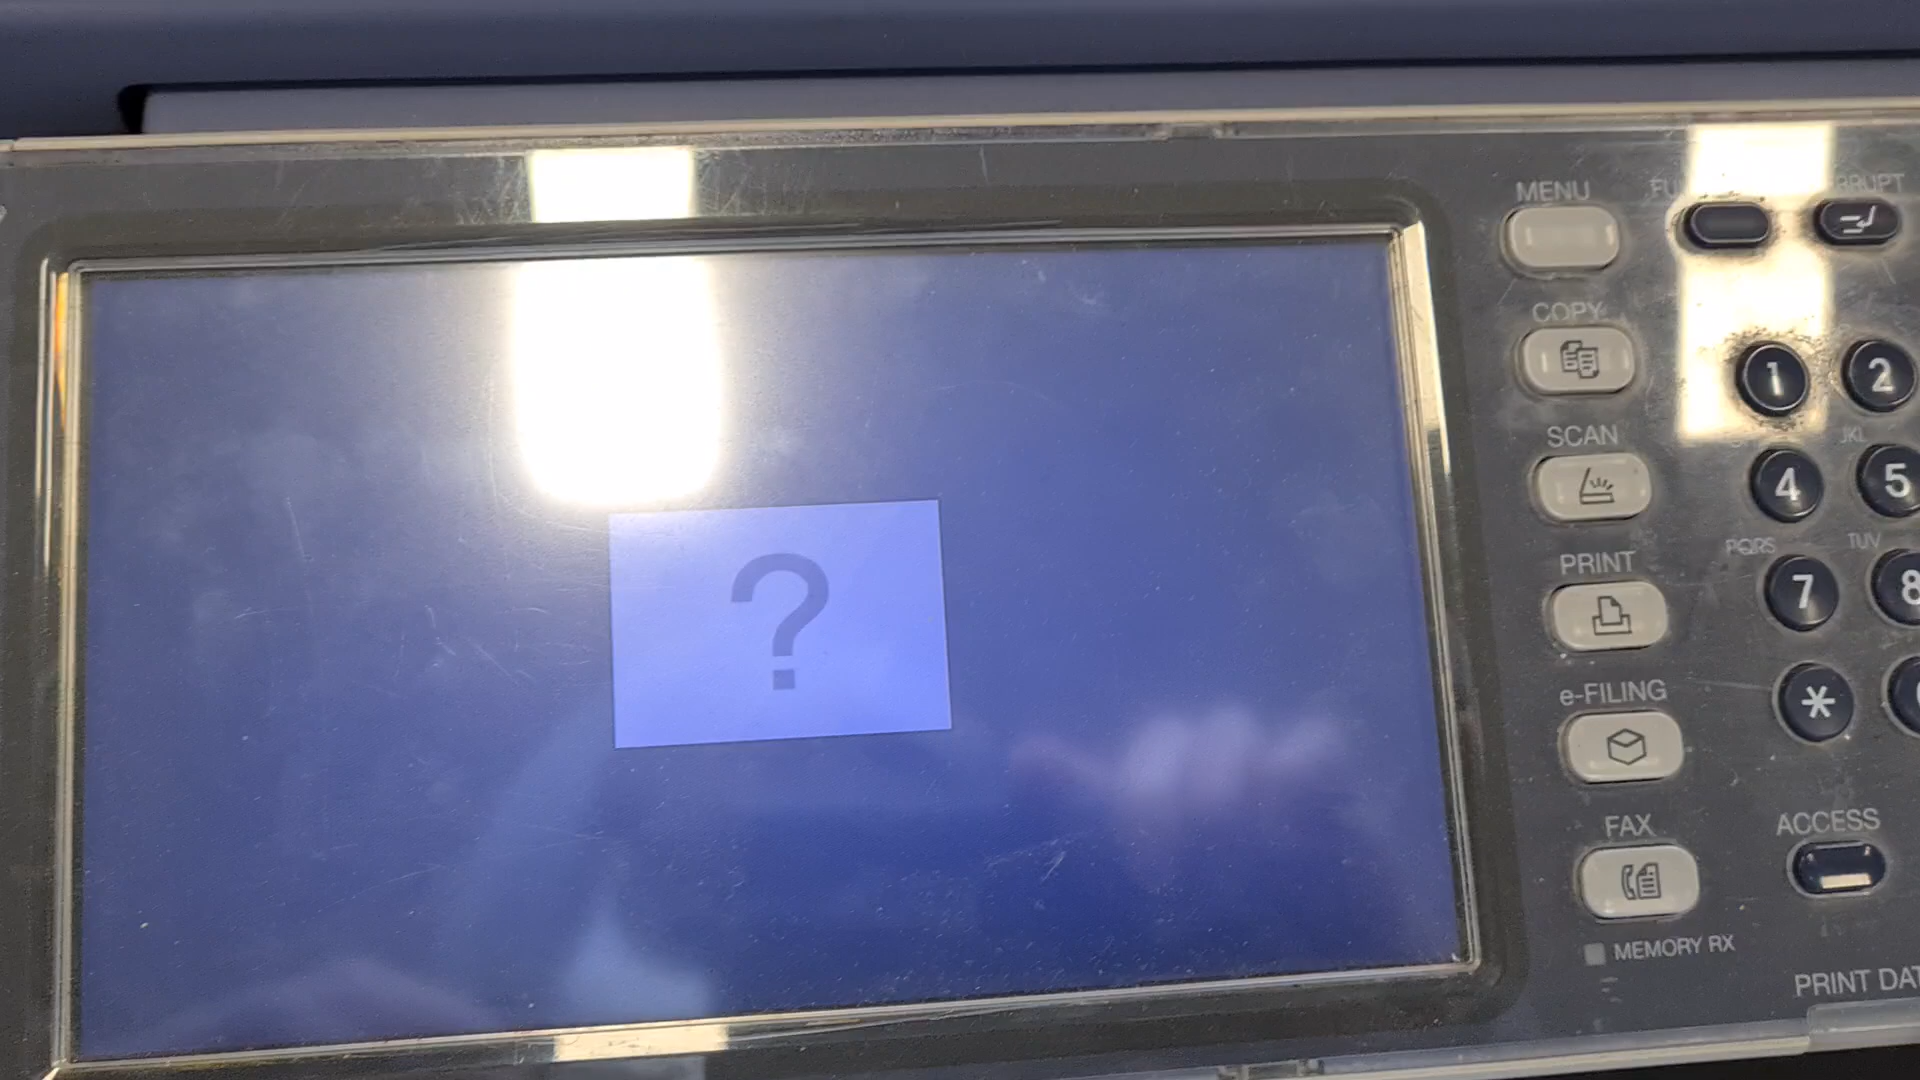 MENU
COPY
SCAN
PRINT
e-FILING
FAX
MEMORY RX
ACCESS
PRINT DAT
?
1
2
JKL
4
5
PQRS
TUV
7
8
*